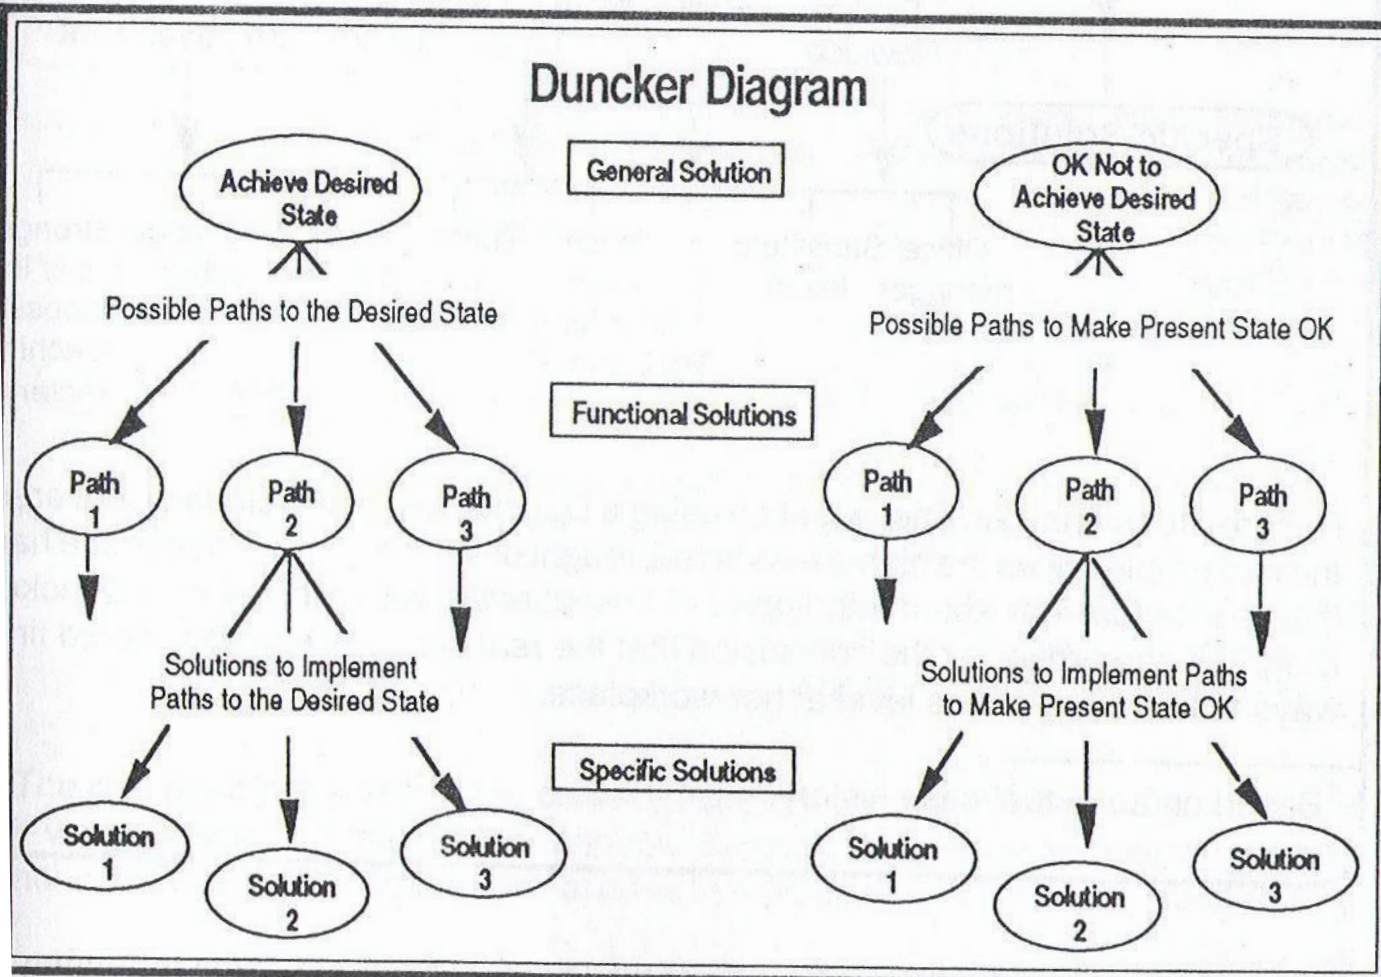 Duncker Diagram
Achieve Desired
State
General Solution
OK Not to
Achieve Desired
State
Possible Paths to the Desired State
Possible Paths to Make Present State OK
Functional Solutions
Path
1
Path
2
Path
3
Path
1
Path
2
Path
3
Solutions to Implement
Paths to the Desired State
Solutions to Implement Paths
to Make Present State OK
Specific Solutions
Solution
1
Solution
2
Solution
3
Solution
1
Solution
2
Solution
3